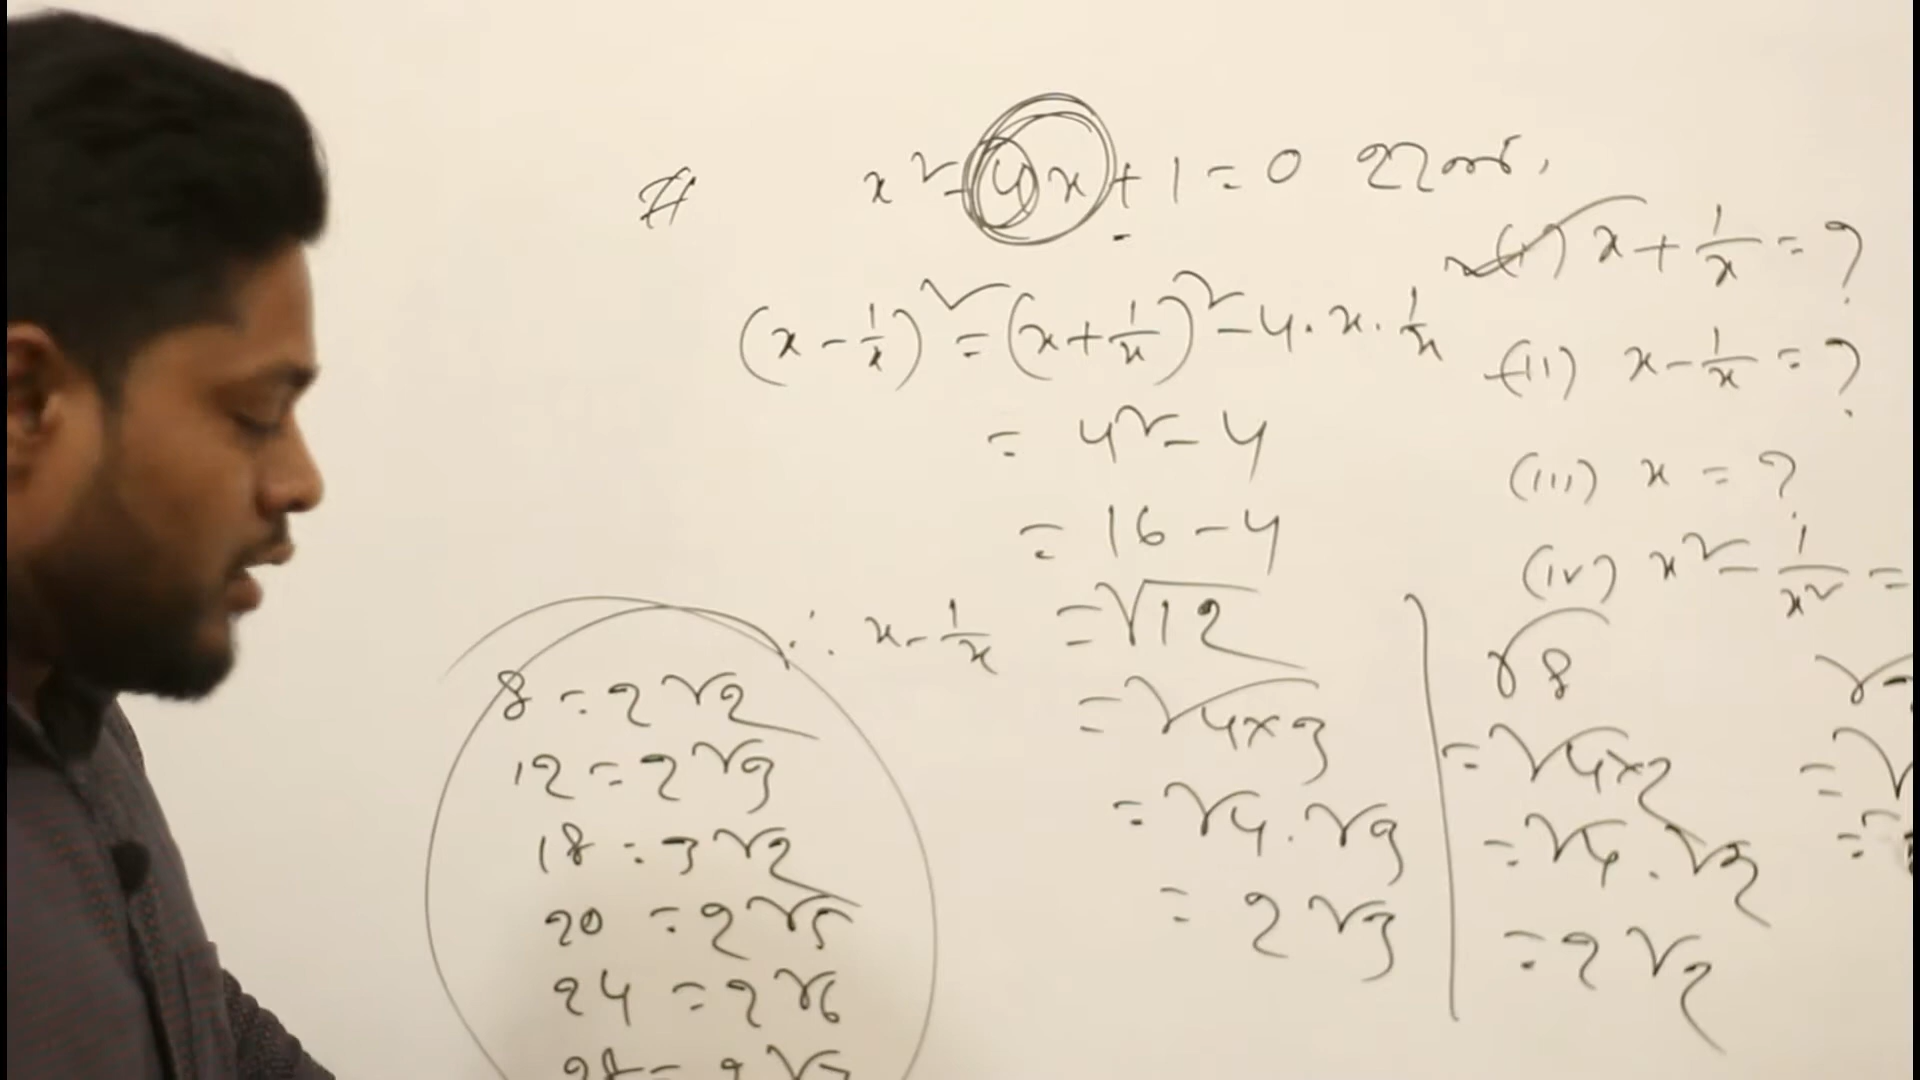 # x² - 4x + 1 = 0 হলে,
(i) x + 1/x = ?
(x - 1/x)² = (x + 1/x)² - 4 · x · 1/x
(ii) x - 1/x = ?
= 4² - 4
(iii) x = ?
= 16 - 4
(iv) x² - 1/x² =
∴ x - 1/x = √12
= √4×3
= √4 . √3
= 2√3
√8
= √4×2
= √4 . √2
= 2√2
8 = 2√2
12 = 2√3
18 = 3√2
20 = 2√5
24 = 2√6